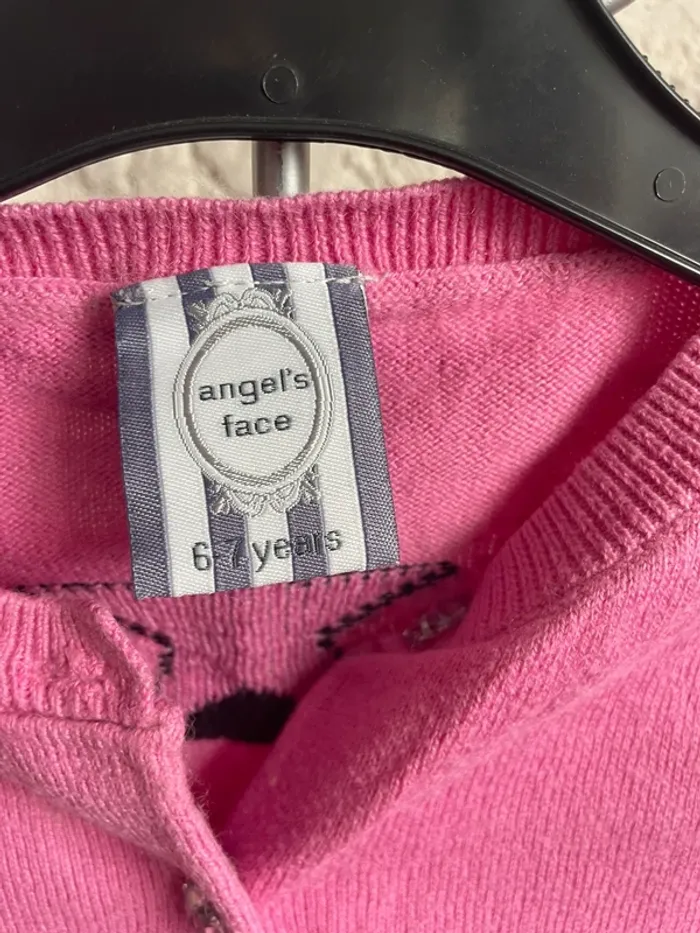 angel's
face
6-7 years